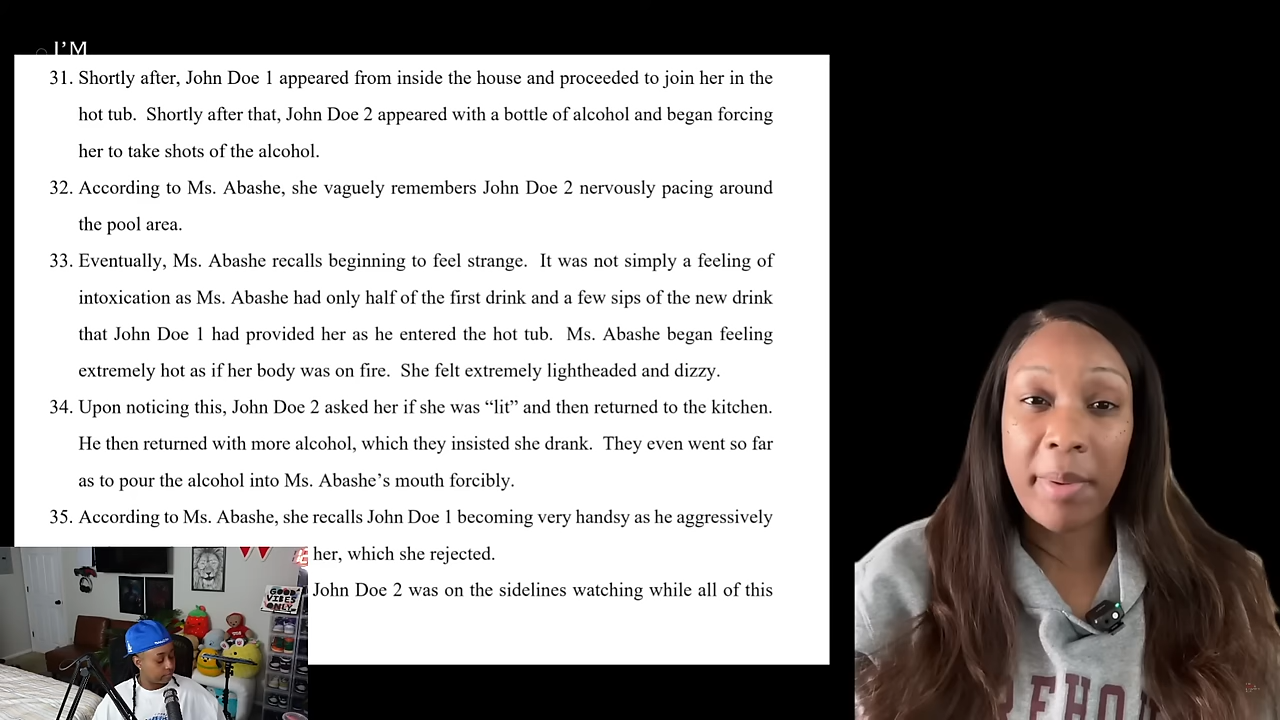 I'M
31. Shortly after, John Doe 1 appeared from inside the house and proceeded to join her in the
hot tub. Shortly after that, John Doe 2 appeared with a bottle of alcohol and began forcing
her to take shots of the alcohol.
32. According to Ms. Abashe, she vaguely remembers John Doe 2 nervously pacing around
the pool area.
33. Eventually, Ms. Abashe recalls beginning to feel strange. It was not simply a feeling of
intoxication as Ms. Abashe had only half of the first drink and a few sips of the new drink
that John Doe 1 had provided her as he entered the hot tub. Ms. Abashe began feeling
extremely hot as if her body was on fire. She felt extremely lightheaded and dizzy.
34. Upon noticing this, John Doe 2 asked her if she was “lit” and then returned to the kitchen.
He then returned with more alcohol, which they insisted she drank. They even went so far
as to pour the alcohol into Ms. Abashe’s mouth forcibly.
35. According to Ms. Abashe, she recalls John Doe 1 becoming very handsy as he aggressively
her, which she rejected.
John Doe 2 was on the sidelines watching while all of this
GOOD
VIBES
ONLY